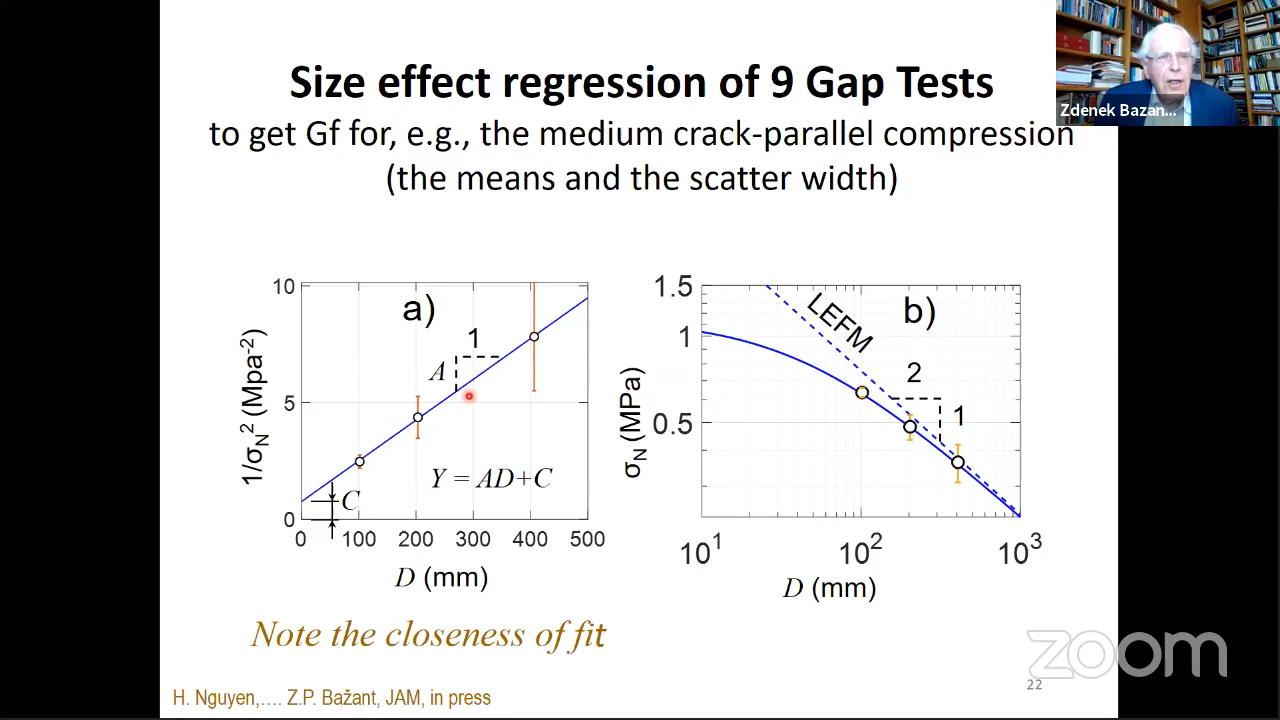 Size effect regression of 9 Gap Tests
to get Gf for, e.g., the medium crack-parallel compression
(the means and the scatter width)
Zdenek Bazan...
10
5
0
1/σN² (Mpa⁻²)
a)
1
A
Y = AD+C
C
0 100 200 300 400 500
D (mm)
1.5
1
0.5
σN (MPa)
LEFM
b)
2
1
10¹ 10² 10³
D (mm)
Note the closeness of fit
H. Nguyen,.... Z.P. Bažant, JAM, in press
22
zoom